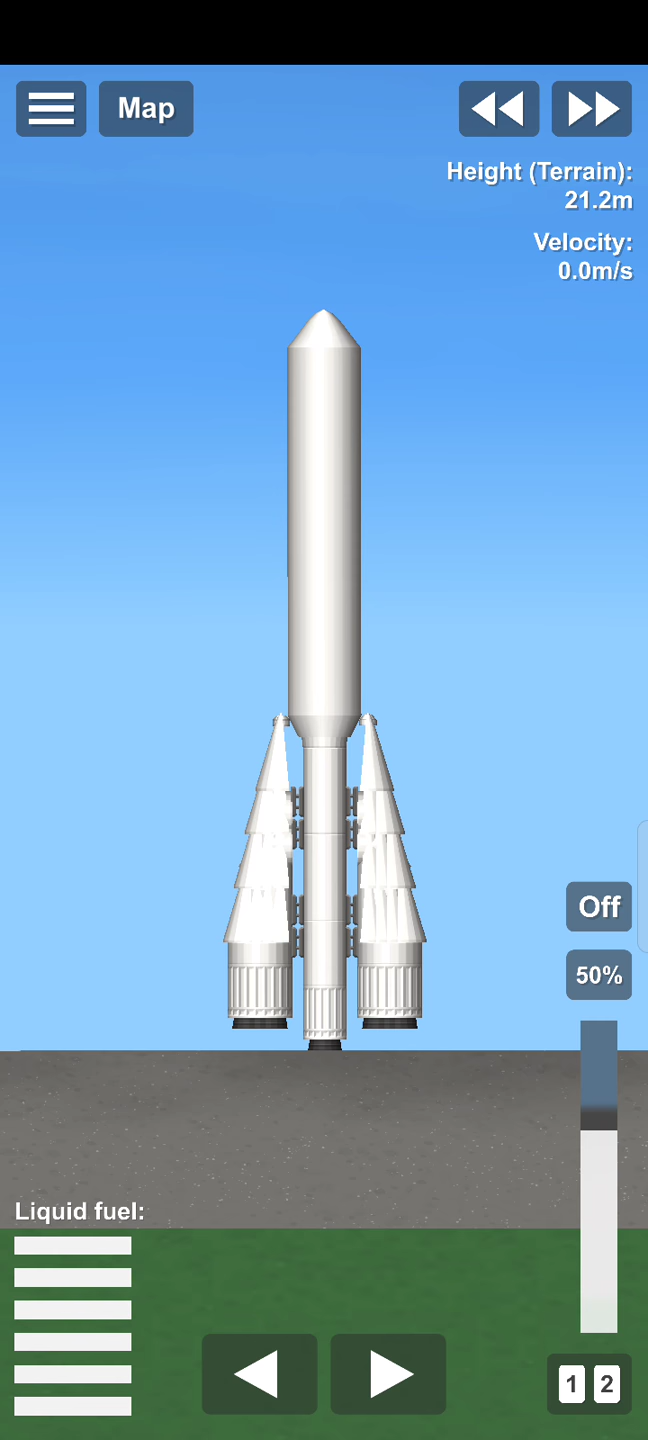 Map
Height (Terrain):
21.2m
Velocity:
0.0m/s
Off
50%
Liquid fuel:
1 2